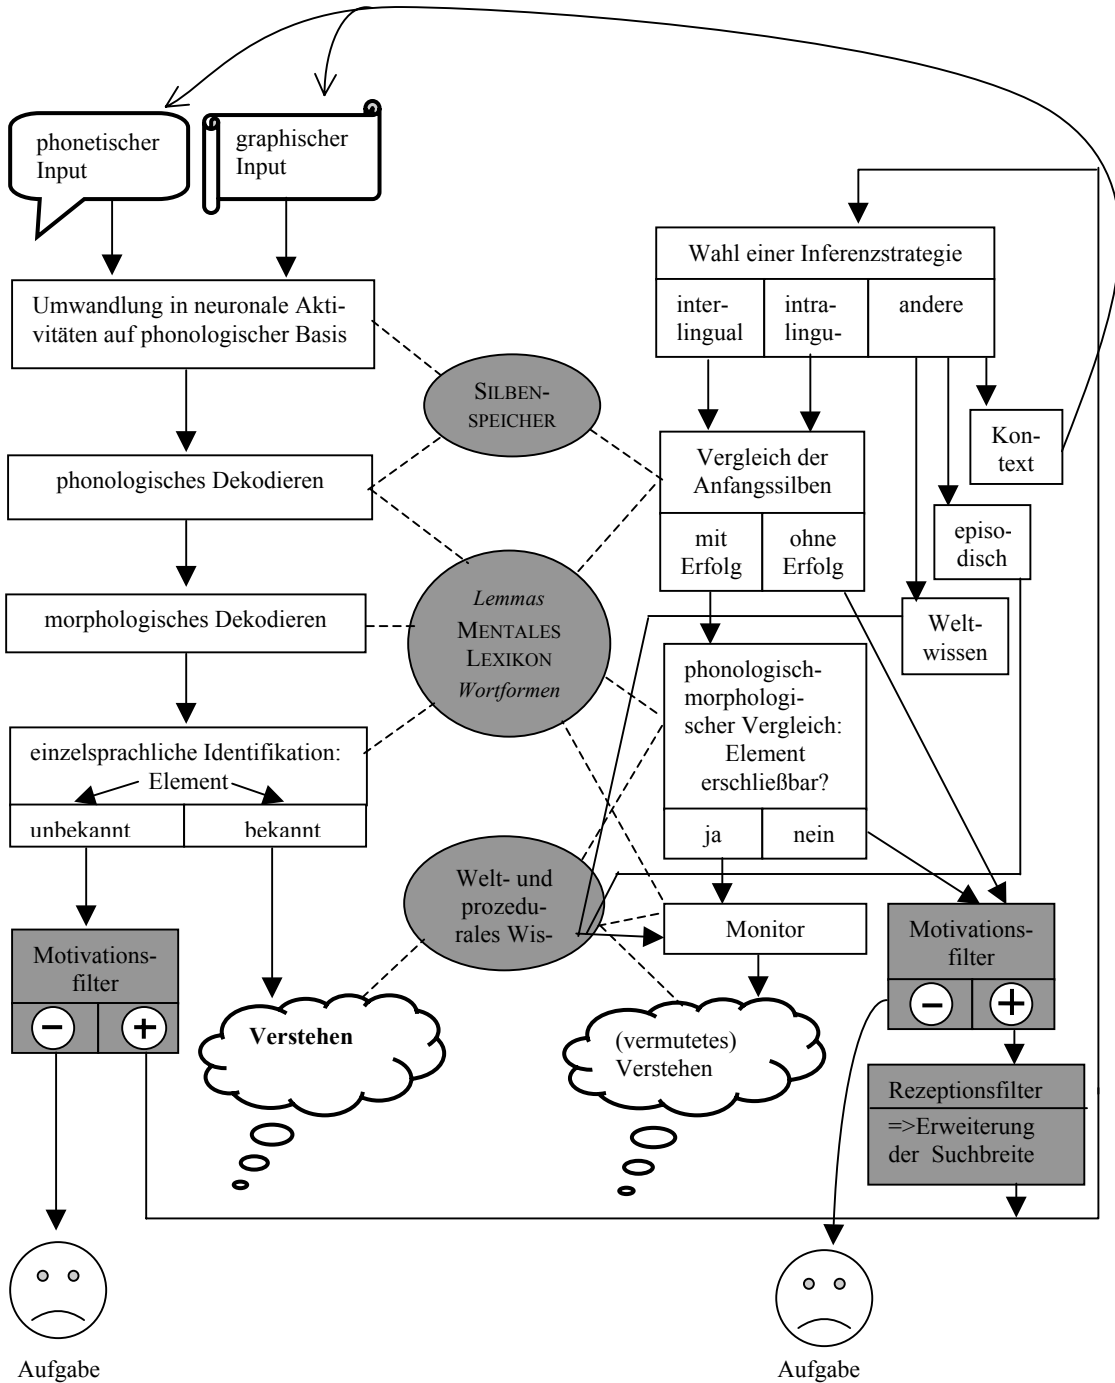 phonetischer
Input
graphischer
Input
Umwandlung in neuronale Akti-
vitäten auf phonologischer Basis
phonologisches Dekodieren
morphologisches Dekodieren
einzelsprachliche Identifikation:
Element
unbekannt
bekannt
Motivations-
filter
−
+
Aufgabe
Verstehen
SILBEN-
SPEICHER
Lemmas
MENTALES
LEXIKON
Wortformen
Welt- und
prozedu-
rales Wis-
Wahl einer Inferenzstrategie
inter-
lingual
intra-
lingu-
andere
Kon-
text
episo-
disch
Welt-
wissen
Vergleich der
Anfangssilben
mit
Erfolg
ohne
Erfolg
phonologisch-
morphologi-
scher Vergleich:
Element
erschließbar?
ja
nein
Monitor
(vermutetes)
Verstehen
Motivations-
filter
−
+
Rezeptionsfilter
=>Erweiterung
der Suchbreite
Aufgabe